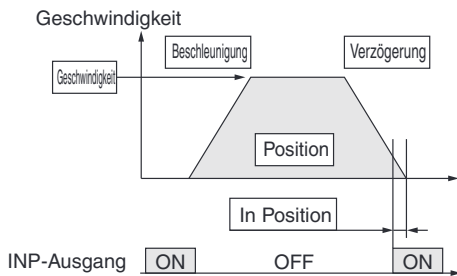 Geschwindigkeit
Beschleunigung
Verzögerung
Geschwindigkeit
Position
In Position
INP-Ausgang ON OFF ON